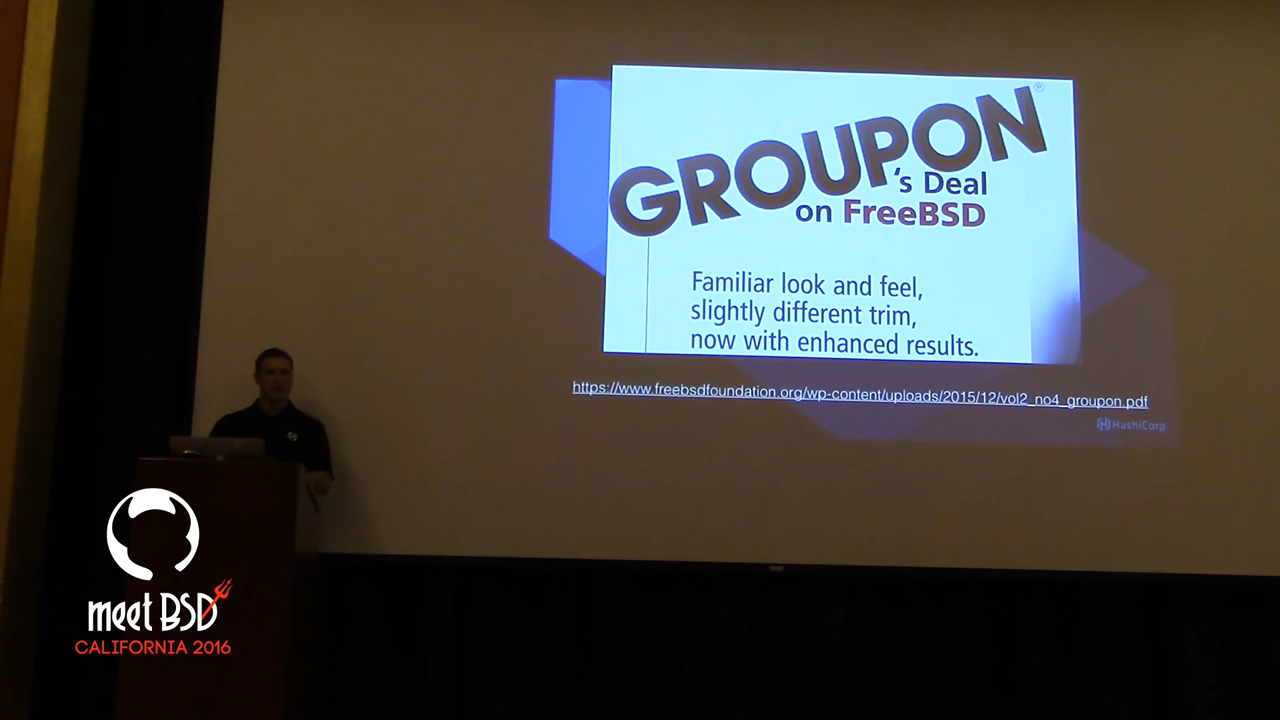 GROUPON®
's Deal
on FreeBSD
Familiar look and feel,
slightly different trim,
now with enhanced results.
https://www.freebsdfoundation.org/wp-content/uploads/2015/12/vol2_no4_groupon.pdf
HashiCorp
meet BSD
CALIFORNIA 2016